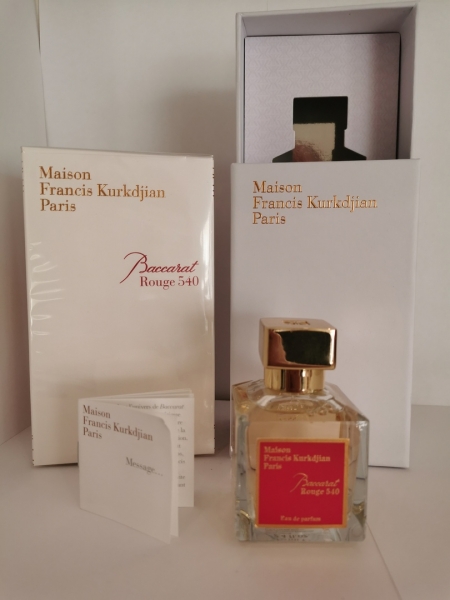 Maison
Francis Kurkdjian
Paris
Baccarat
Rouge 540
Maison
Francis Kurkdjian
Paris
Maison
Francis Kurkdjian
Paris
Message
Maison
Francis Kurkdjian
Paris
Baccarat
Rouge 540
Eau de parfum